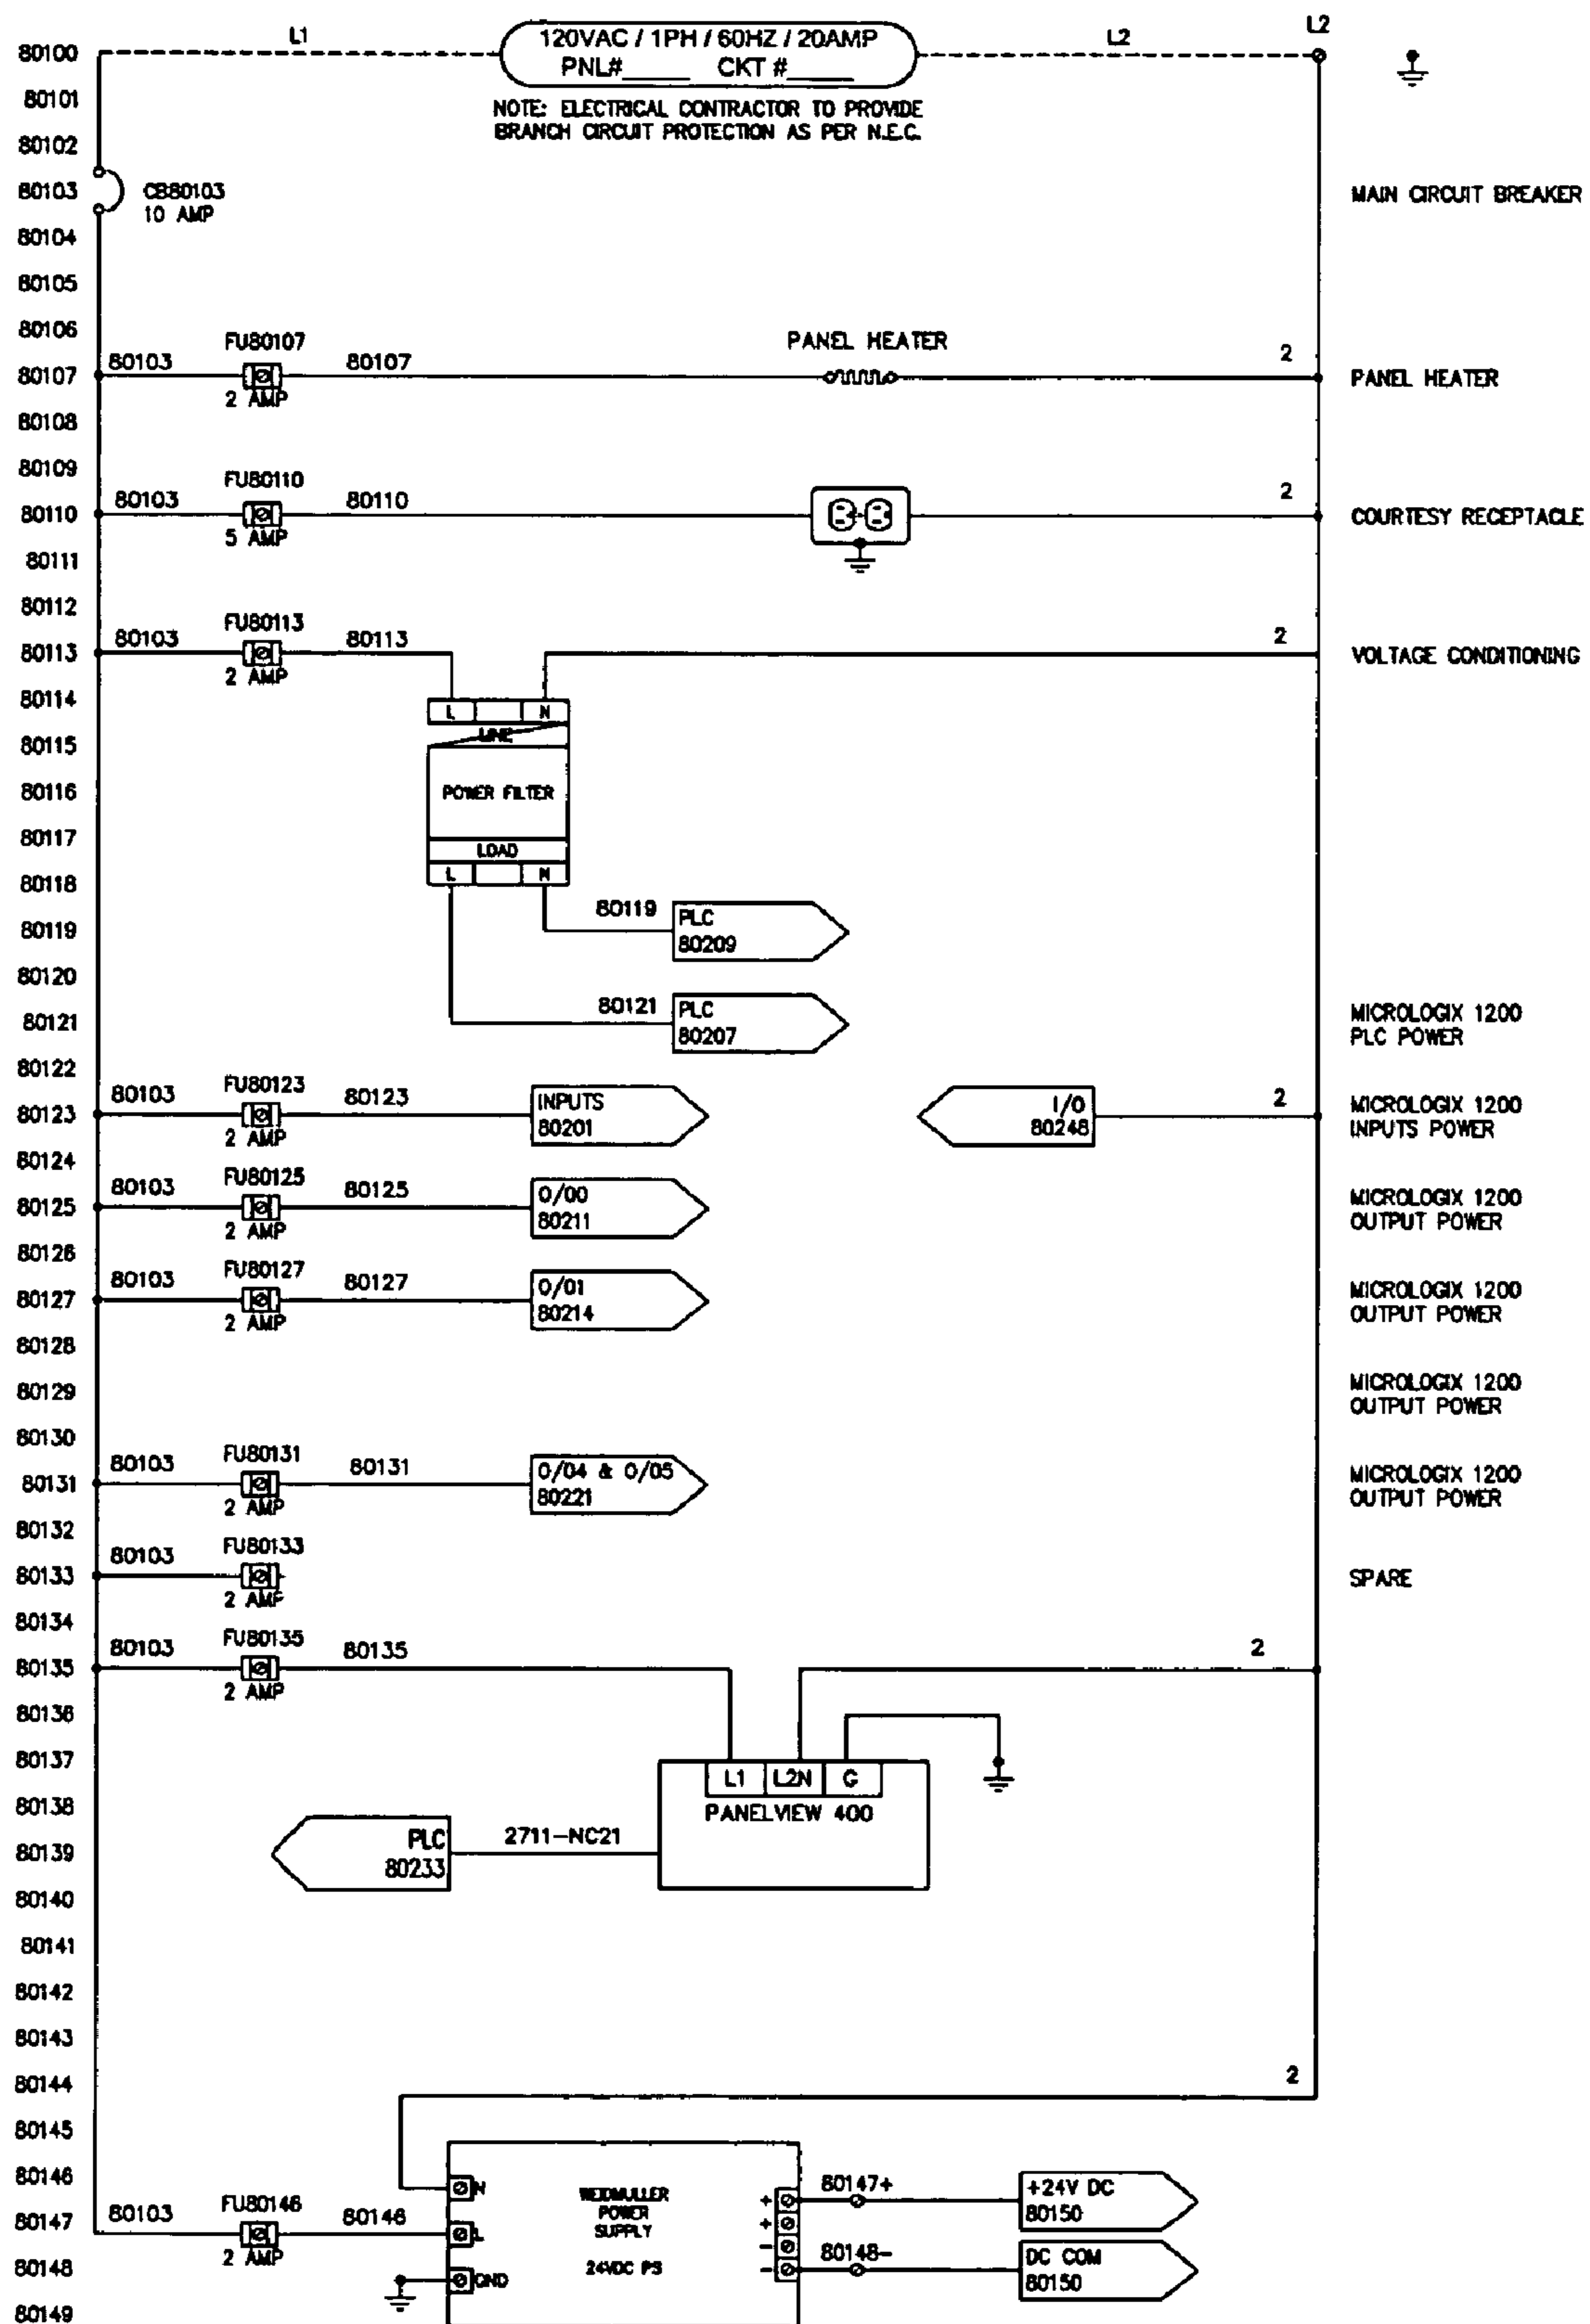 L1
120VAC / 1PH / 60HZ / 20AMP
PNL#_____ CKT #_____
L2
L2
80100
NOTE: ELECTRICAL CONTRACTOR TO PROVIDE
BRANCH CIRCUIT PROTECTION AS PER N.E.C.
80101
80102
80103
CB80103
10 AMP
MAIN CIRCUIT BREAKER
80104
80105
80106
80107
80103
FU80107
2 AMP
80107
PANEL HEATER
2
PANEL HEATER
80108
80109
80110
80103
FU80110
5 AMP
80110
2
COURTESY RECEPTACLE
80111
80112
80113
80103
FU80113
2 AMP
80113
2
VOLTAGE CONDITIONING
80114
L N
LINE
80115
80116
POWER FILTER
80117
LOAD
L N
80118
80119
80119
PLC
80209
80120
80121
80121
PLC
80207
MICROLOGIX 1200
PLC POWER
80122
80123
80103
FU80123
2 AMP
80123
INPUTS
80201
I/O
80248
2
MICROLOGIX 1200
INPUTS POWER
80124
80125
80103
FU80125
2 AMP
80125
O/00
80211
MICROLOGIX 1200
OUTPUT POWER
80126
80127
80103
FU80127
2 AMP
80127
O/01
80214
MICROLOGIX 1200
OUTPUT POWER
80128
80129
MICROLOGIX 1200
OUTPUT POWER
80130
80131
80103
FU80131
2 AMP
80131
O/04 & O/05
80221
MICROLOGIX 1200
OUTPUT POWER
80132
80133
80103
FU80133
2 AMP
SPARE
80134
80135
80103
FU80135
2 AMP
80135
2
80136
80137
L1 L2N G
80138
PANELVIEW 400
80139
PLC
80233
2711-NC21
80140
80141
80142
80143
80144
2
80145
80146
N
WEIDMULLER
POWER
SUPPLY
24VDC PS
+
80147+
+24V DC
80150
80147
80103
FU80146
2 AMP
80146
L
+
-
80148
GND
-
80148-
DC COM
80150
80149